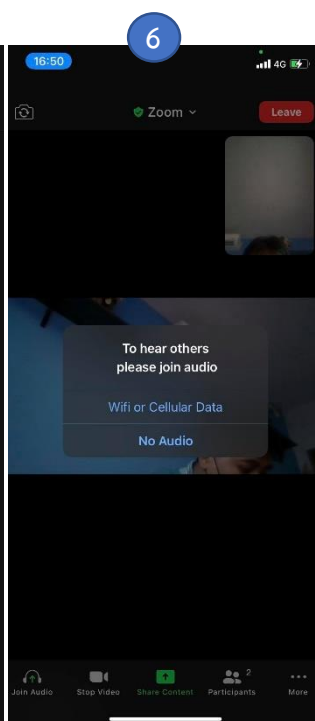 6
16:50
4G
Zoom
Leave
To hear others
please join audio
Wifi or Cellular Data
No Audio
Join Audio
Stop Video
Share Content
2
Participants
More